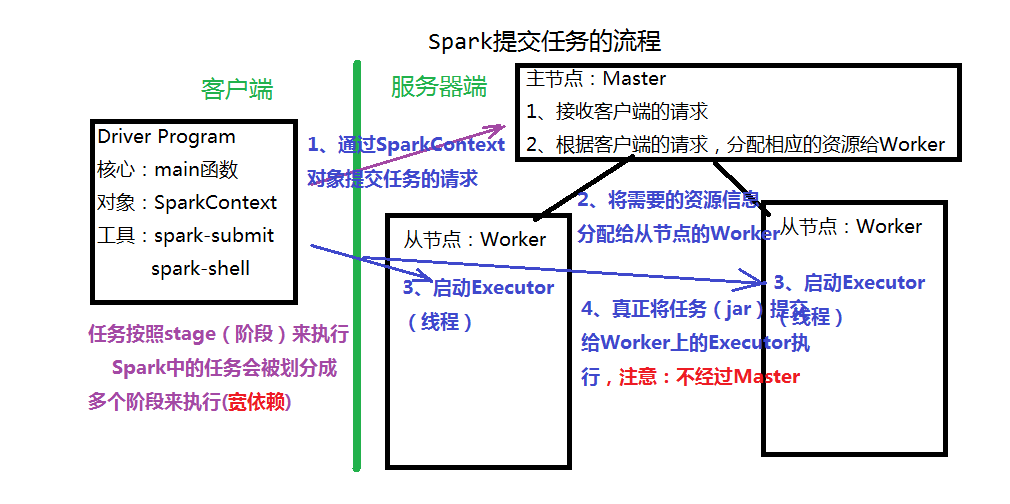 Spark提交任务的流程
客户端
服务器端
Driver Program
核心：main函数
对象：SparkContext
工具：spark-submit
spark-shell
任务按照stage（阶段）来执行
Spark中的任务会被划分成
多个阶段来执行(宽依赖)
1、通过SparkContext
对象提交任务的请求
主节点：Master
1、接收客户端的请求
2、根据客户端的请求，分配相应的资源给Worker
2、将需要的资源信息
分配给从节点的Worker
从节点：Worker
3、启动Executor
（线程）
4、真正将任务（jar）提交
给Worker上的Executor执
行，注意：不经过Master
从节点：Worker
3、启动Executor
（线程）